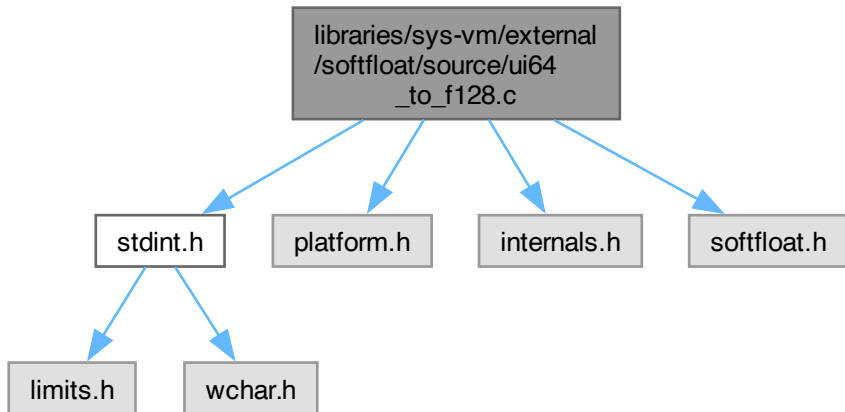 libraries/sys-vm/external
/softfloat/source/ui64
_to_f128.c
stdint.h
platform.h
internals.h
softfloat.h
limits.h
wchar.h